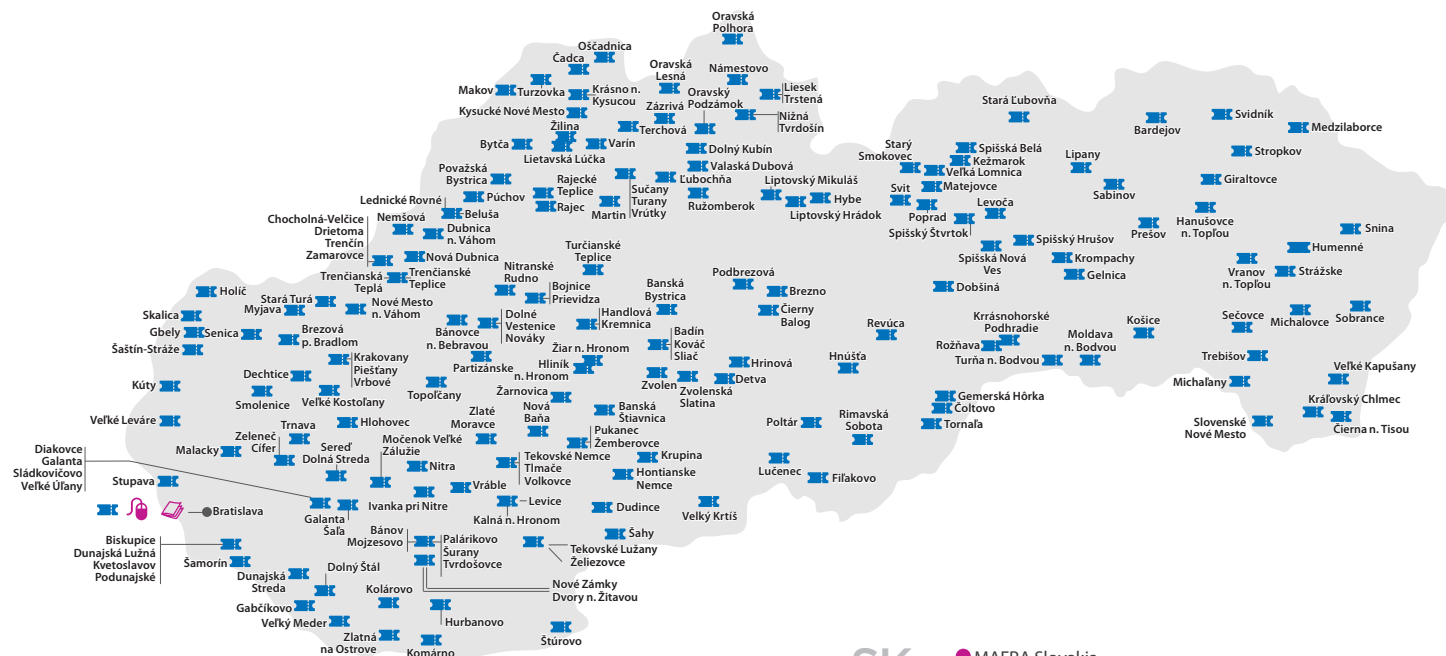 Oravská
Polhora
Oščadnica
Čadca
Makov
Turzovka
Krásno n.
Kysucou
Oravská
Lesná
Námestovo
Liesek
Trstená
Kysucké Nové Mesto
Zázrivá
Terchová
Oravský
Podzámok
Nižná
Tvrdošín
Žilina
Bytča
Varín
Lietavská Lúčka
Dolný Kubín
Valaská Dubová
Považská
Bystrica
Rajecké
Teplice
Rajec
Martin
Sučany
Turany
Vrútky
Ľubochňa
Ružomberok
Liptovský Mikuláš
Hybe
Liptovský Hrádok
Stará Ľubovňa
Bardejov
Svidník
Medzilaborce
Stropkov
Starý
Smokovec
Spišská Belá
Kežmarok
Veľká Lomnica
Matejovce
Svit
Poprad
Spišský Štvrtok
Levoča
Lipany
Sabinov
Giraltovce
Prešov
Hanušovce
n. Topľou
Snina
Humenné
Strážske
Vranov
n. Topľou
Spišský Hrušov
Krompachy
Gelnica
Spišská Nová
Ves
Dobšiná
Lednické Rovné
Púchov
Beluša
Chocholná-Velčice
Drietoma
Trenčín
Zamarovce
Nemšová
Dubnica
n. Váhom
Nová Dubnica
Trenčianska
Teplá
Trenčianské
Teplice
Turčianské
Teplice
Nitranské
Rudno
Bojnice
Prievidza
Handlová
Kremnica
Banská
Bystrica
Podbrezová
Brezno
Čierny
Balog
Holíč
Skalica
Gbely
Senica
Šaštín-Stráže
Stará Turá
Myjava
Nové Mesto
n. Váhom
Brezová
p. Bradlom
Bánovce
n. Bebravou
Dolné
Vestenice
Nováky
Badín
Kováč
Sliač
Revúca
Krrásnohorské
Podhradie
Rožňava
Turňa n. Bodvou
Moldava
n. Bodvou
Košice
Sečovce
Michalovce
Sobrance
Trebišov
Veľké Kapušany
Michaľany
Kráľovský Chlmec
Čierna n. Tisou
Slovenské
Nové Mesto
Krakovany
Piešťany
Vrbové
Partizánske
Žiar n. Hronom
Hliník
n. Hronom
Zvolen
Zvolenská
Slatina
Hrinová
Detva
Hnúšťa
Kúty
Dechtice
Smolenice
Veľké Kostoľany
Topoľčany
Žarnovica
Gemerská Hôrka
Čoltovo
Tornaľa
Veľké Leváre
Malacky
Trnava
Zeleneč
Cífer
Hlohovec
Zlaté
Moravce
Nová
Baňa
Banská
Štiavnica
Pukanec
Žemberovce
Poltár
Rimavská
Sobota
Diakovce
Galanta
Sládkovičovo
Veľké Úľany
Sereď
Dolná Streda
Močenok Veľké
Zálužie
Nitra
Tekovské Nemce
Tlmače
Volkovce
Krupina
Hontianske
Nemce
Lučenec
Fiľakovo
Stupava
Bratislava
Galanta
Šaľa
Ivanka pri Nitre
Vráble
Levice
Kalná n. Hronom
Dudince
Velký Krtíš
Šahy
Biskupice
Dunajská Lužná
Kvetoslavov
Podunajské
Šamorín
Bánov
Mojzesovo
Palárikovo
Šurany
Tvrdošovce
Tekovské Lužany
Želiezovce
Nové Zámky
Dvory n. Žitavou
Dunajská
Streda
Dolný Štál
Gabčíkovo
Veľký Meder
Kolárovo
Hurbanovo
Zlatná
na Ostrove
Komárno
Štúrovo
SK
MAFRA Slovakia